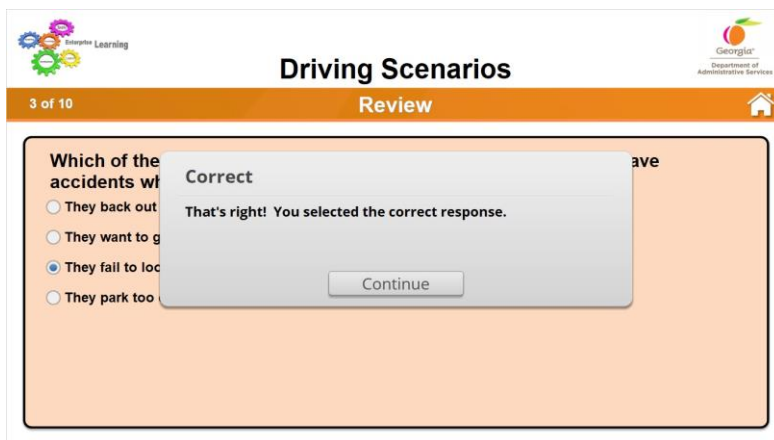 Enterprise Learning
Georgia
Department of
Administrative Services
Driving Scenarios
3 of 10
Review
Which of the
ave
accidents wh
Correct
They back out
That's right! You selected the correct response.
They want to g
They fail to loo
Continue
They park too